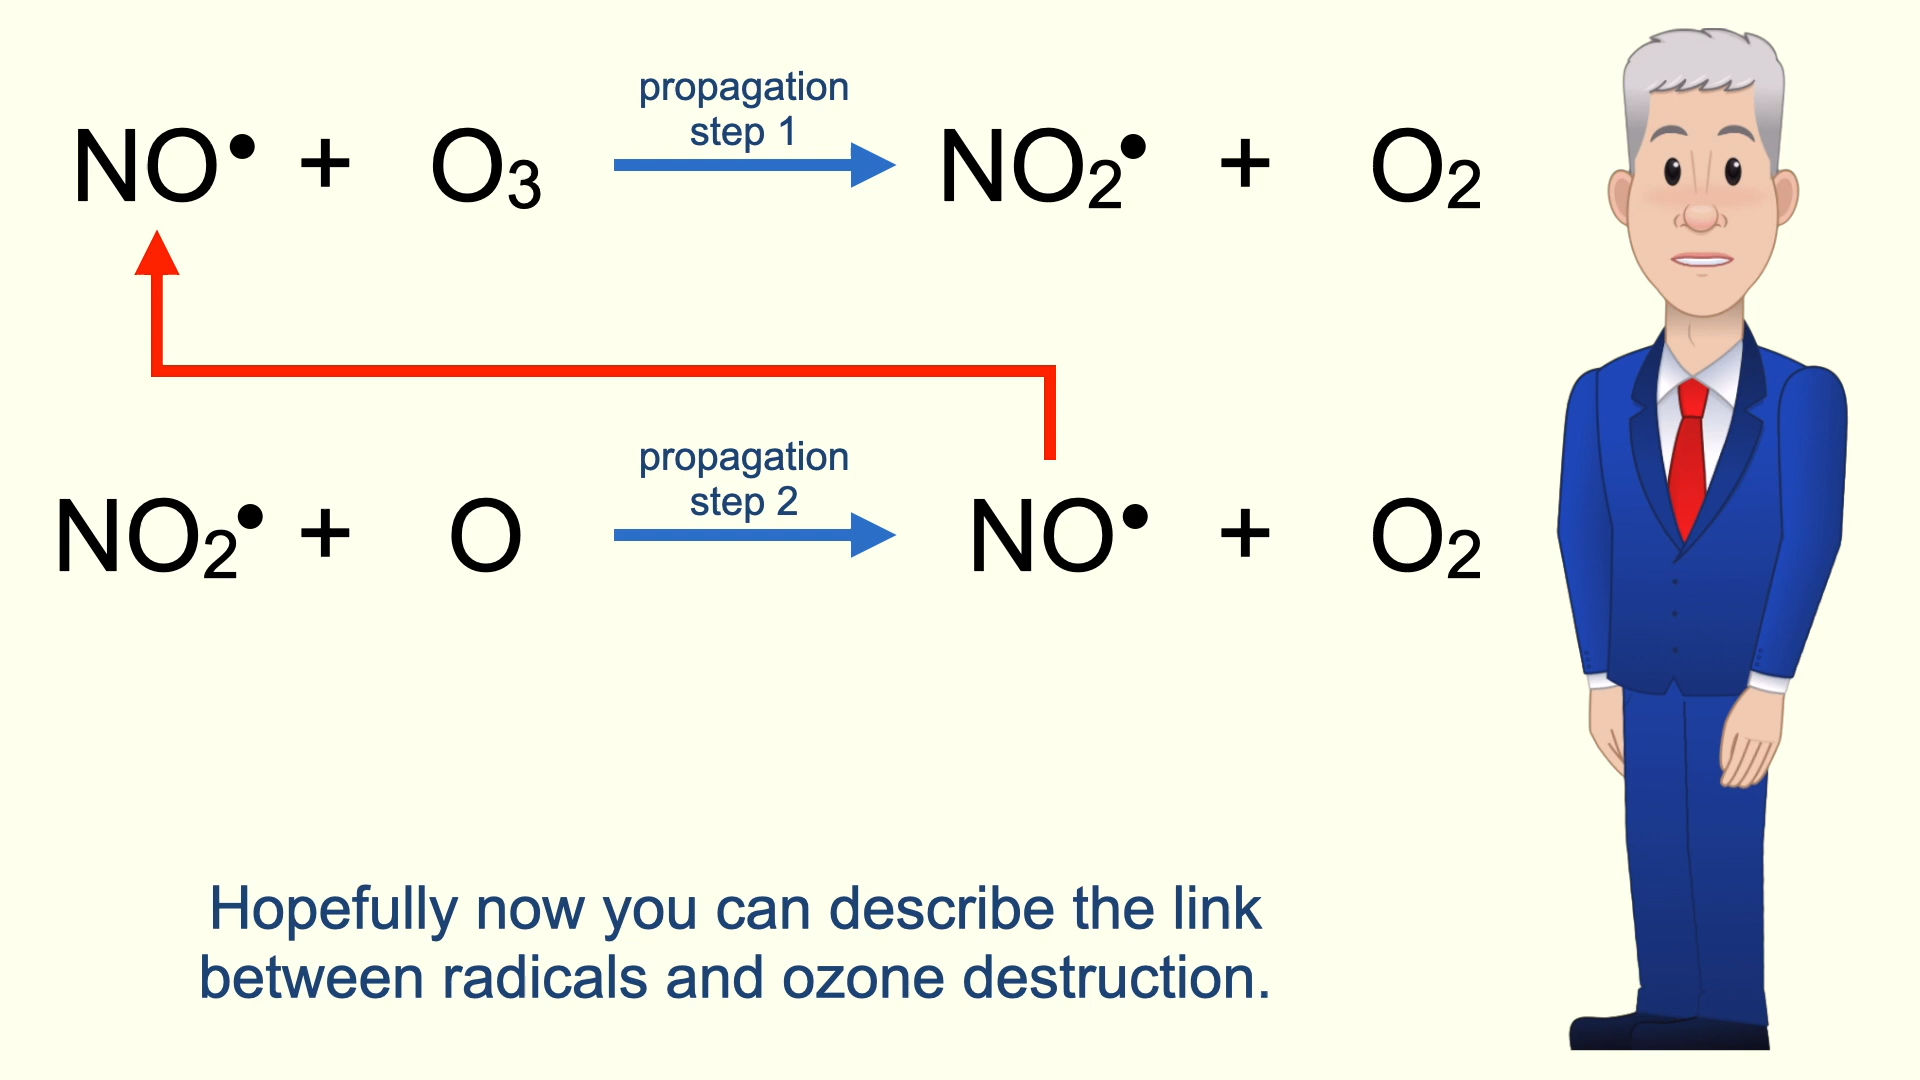 propagation
step 1
NO• + O₃ NO₂• + O₂
propagation
step 2
NO₂• + O NO• + O₂
Hopefully now you can describe the link
between radicals and ozone destruction.